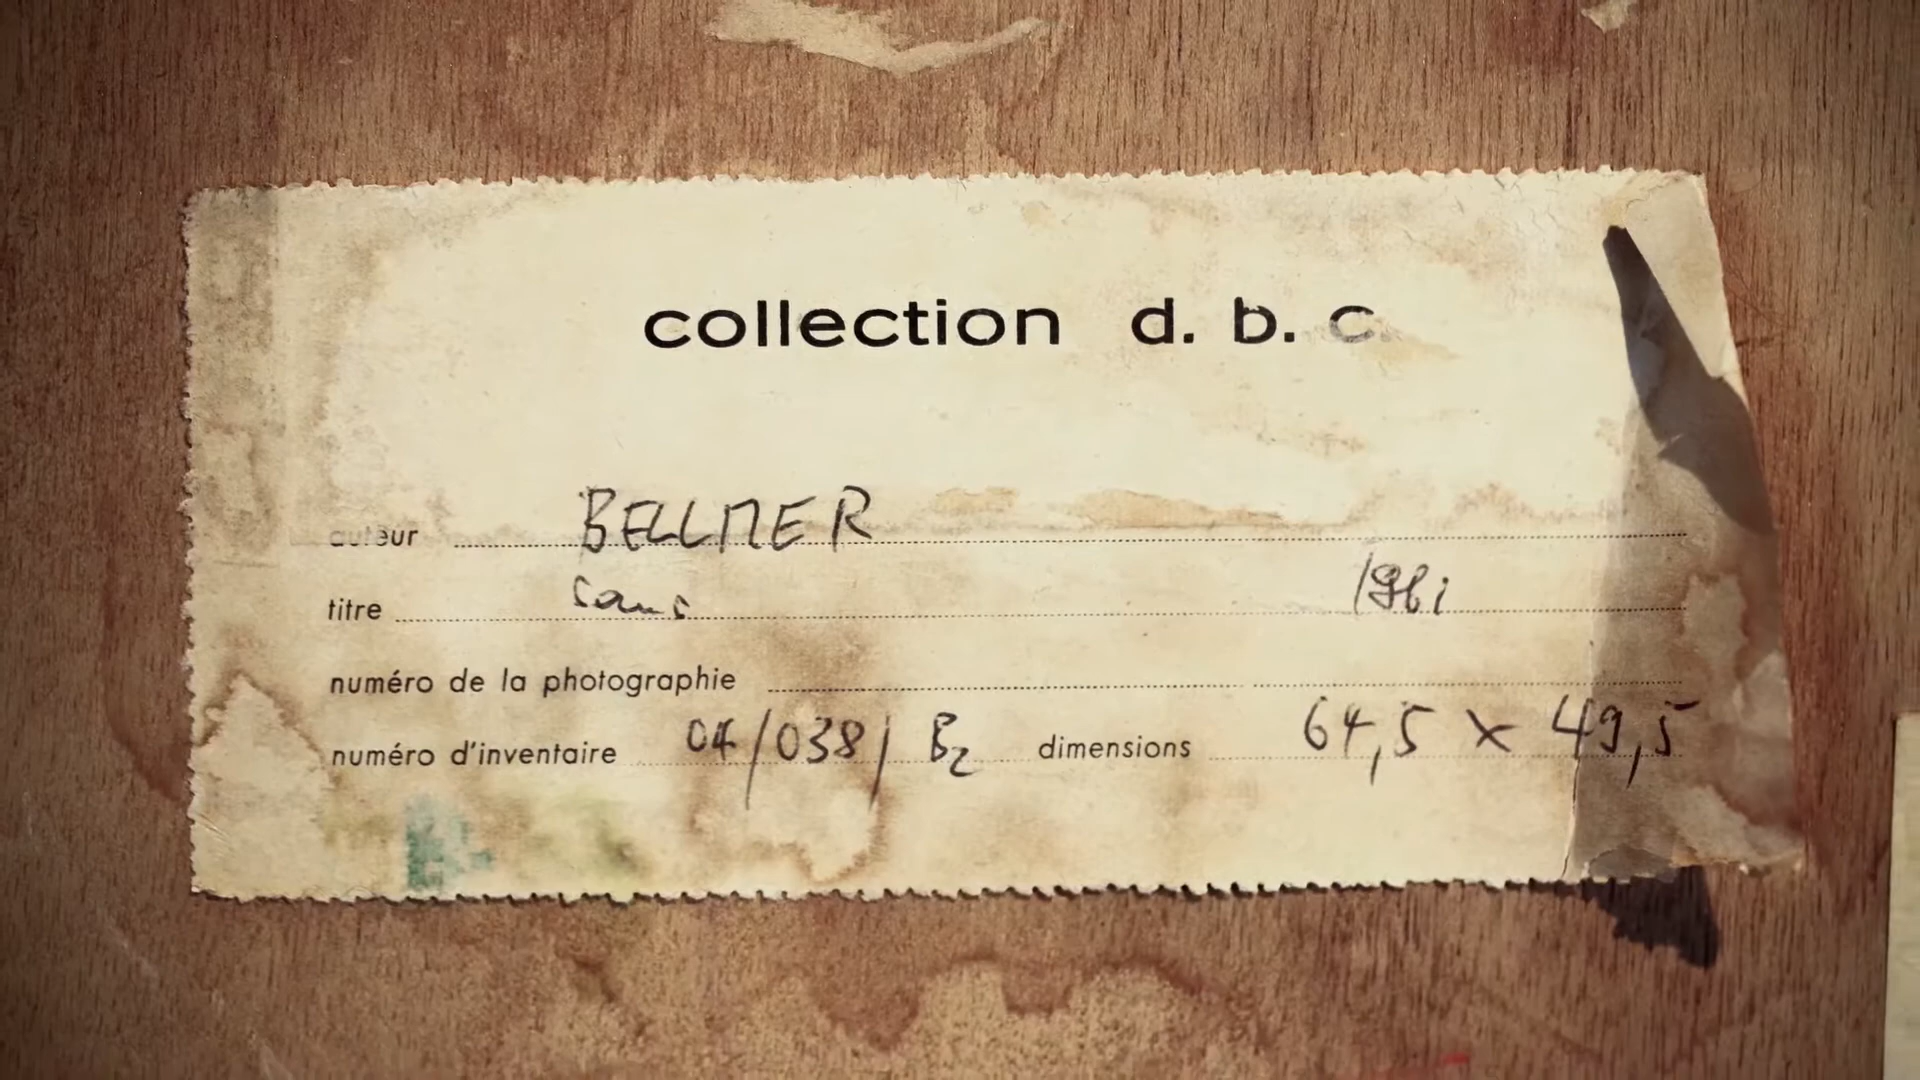 collection d. b. c.
auteur BELLMER
titre sans
numéro de la photographie
numéro d'inventaire 04/038/ B2 dimensions 64,5 x 49,5